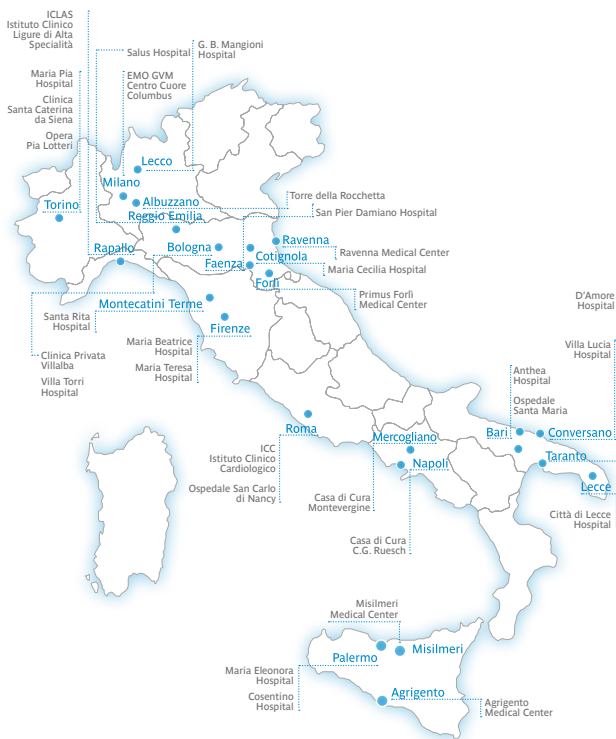 ICLAS
Istituto Clinico
Ligure di Alta
Specialità
Salus Hospital
G. B. Mangioni
Hospital
Maria Pia
Hospital
Clinica
Santa Caterina
da Siena
Opera
Pia Lotteri
EMO GVM
Centro Cuore
Columbus
Lecco
Milano
Albuzzano
Torino
Reggio Emilia
Torre della Rocchetta
San Pier Damiano Hospital
Rapallo
Bologna
Ravenna
Ravenna Medical Center
Faenza
Cotignola
Maria Cecilia Hospital
Forlì
Primus Forlì
Medical Center
Montecatini Terme
Santa Rita
Hospital
Firenze
Clinica Privata
Villalba
Villa Torri
Hospital
Maria Beatrice
Hospital
Maria Teresa
Hospital
D'Amore
Hospital
Villa Lucia
Hospital
Anthea
Hospital
Ospedale
Santa Maria
Roma
Mercogliano
Bari
Conversano
Napoli
Taranto
Lecce
ICC
Istituto Clinico
Cardiologico
Ospedale San Carlo
di Nancy
Casa di Cura
Montevergine
Casa di Cura
C.G. Ruesch
Città di Lecce
Hospital
Misilmeri
Medical Center
Palermo
Misilmeri
Maria Eleonora
Hospital
Cosentino
Hospital
Agrigento
Agrigento
Medical Center